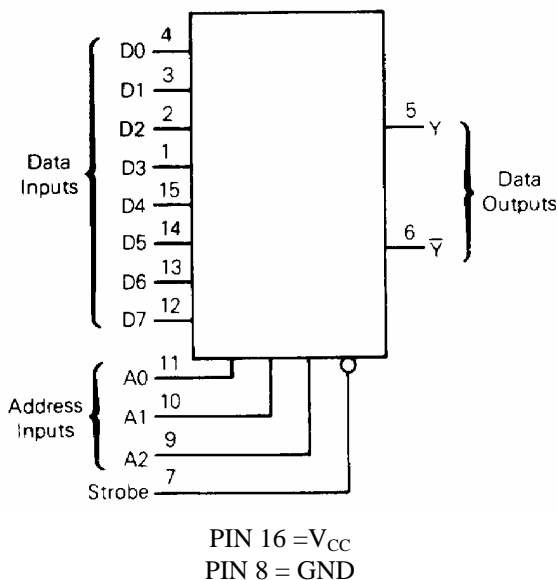 D0 4
D1 3
D2 2
D3 1
D4 15
D5 14
D6 13
D7 12
Data
Inputs
5 Y
6 Y̅
Data
Outputs
A0 11
A1 10
A2 9
Address
Inputs
Strobe 7
PIN 16 =VCC
PIN 8 = GND